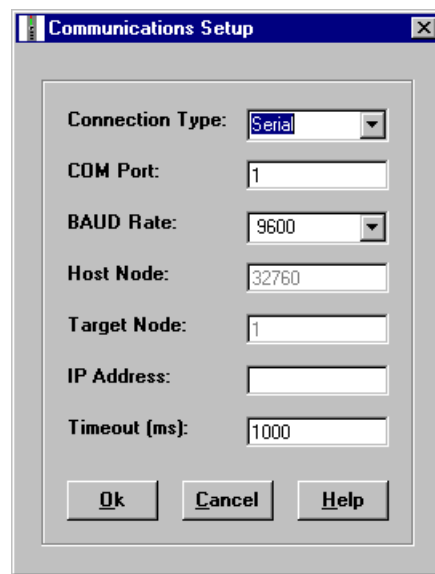 Communications Setup
Connection Type: Serial
COM Port: 1
BAUD Rate: 9600
Host Node: 32760
Target Node: 1
IP Address:
Timeout (ms): 1000
Ok Cancel Help